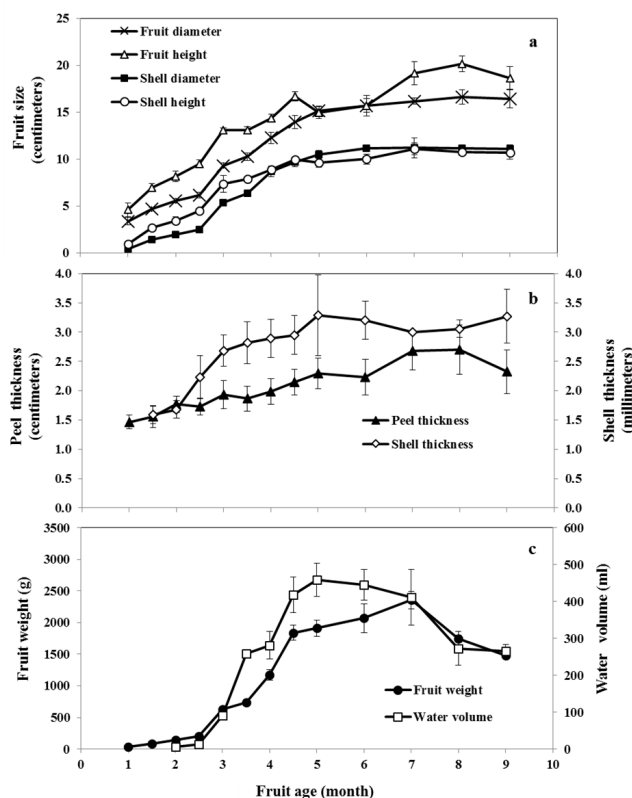 25
20
15
10
5
0
Fruit size
(centimeters)
Fruit diameter
Fruit height
Shell diameter
Shell height
a
4.0
3.5
3.0
2.5
2.0
1.5
1.0
0.5
0.0
Peel thickness
(centimeters)
b
Peel thickness
Shell thickness
4.0
3.5
3.0
2.5
2.0
1.5
1.0
0.5
0.0
Shell thickness
(millimeters)
3500
3000
2500
2000
1500
1000
500
0
Fruit weight (g)
c
Fruit weight
Water volume
600
500
400
300
200
100
0
Water volume (ml)
0 1 2 3 4 5 6 7 8 9 10
Fruit age (month)